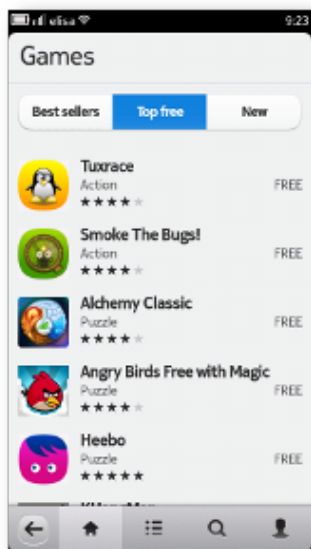 elisa 9:23
Games
Best sellers Top free New
Tuxrace
Action FREE
Smoke The Bugs!
Action FREE
Alchemy Classic
Puzzle FREE
Angry Birds Free with Magic
Puzzle FREE
Heebo
Puzzle FREE